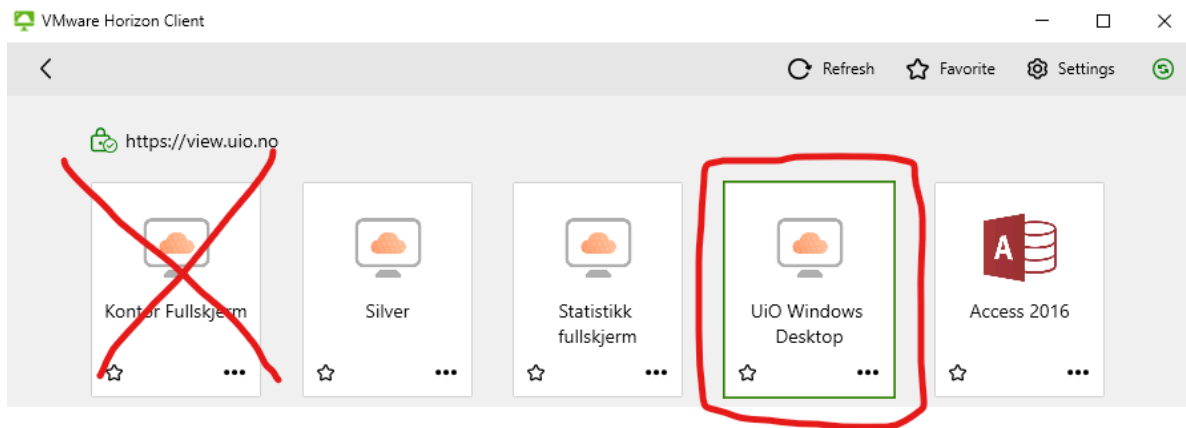 VMware Horizon Client
Refresh
Favorite
Settings
https://view.uio.no
Kontor Fullskjerm
Silver
Statistikk
fullskjerm
UiO Windows
Desktop
A
Access 2016